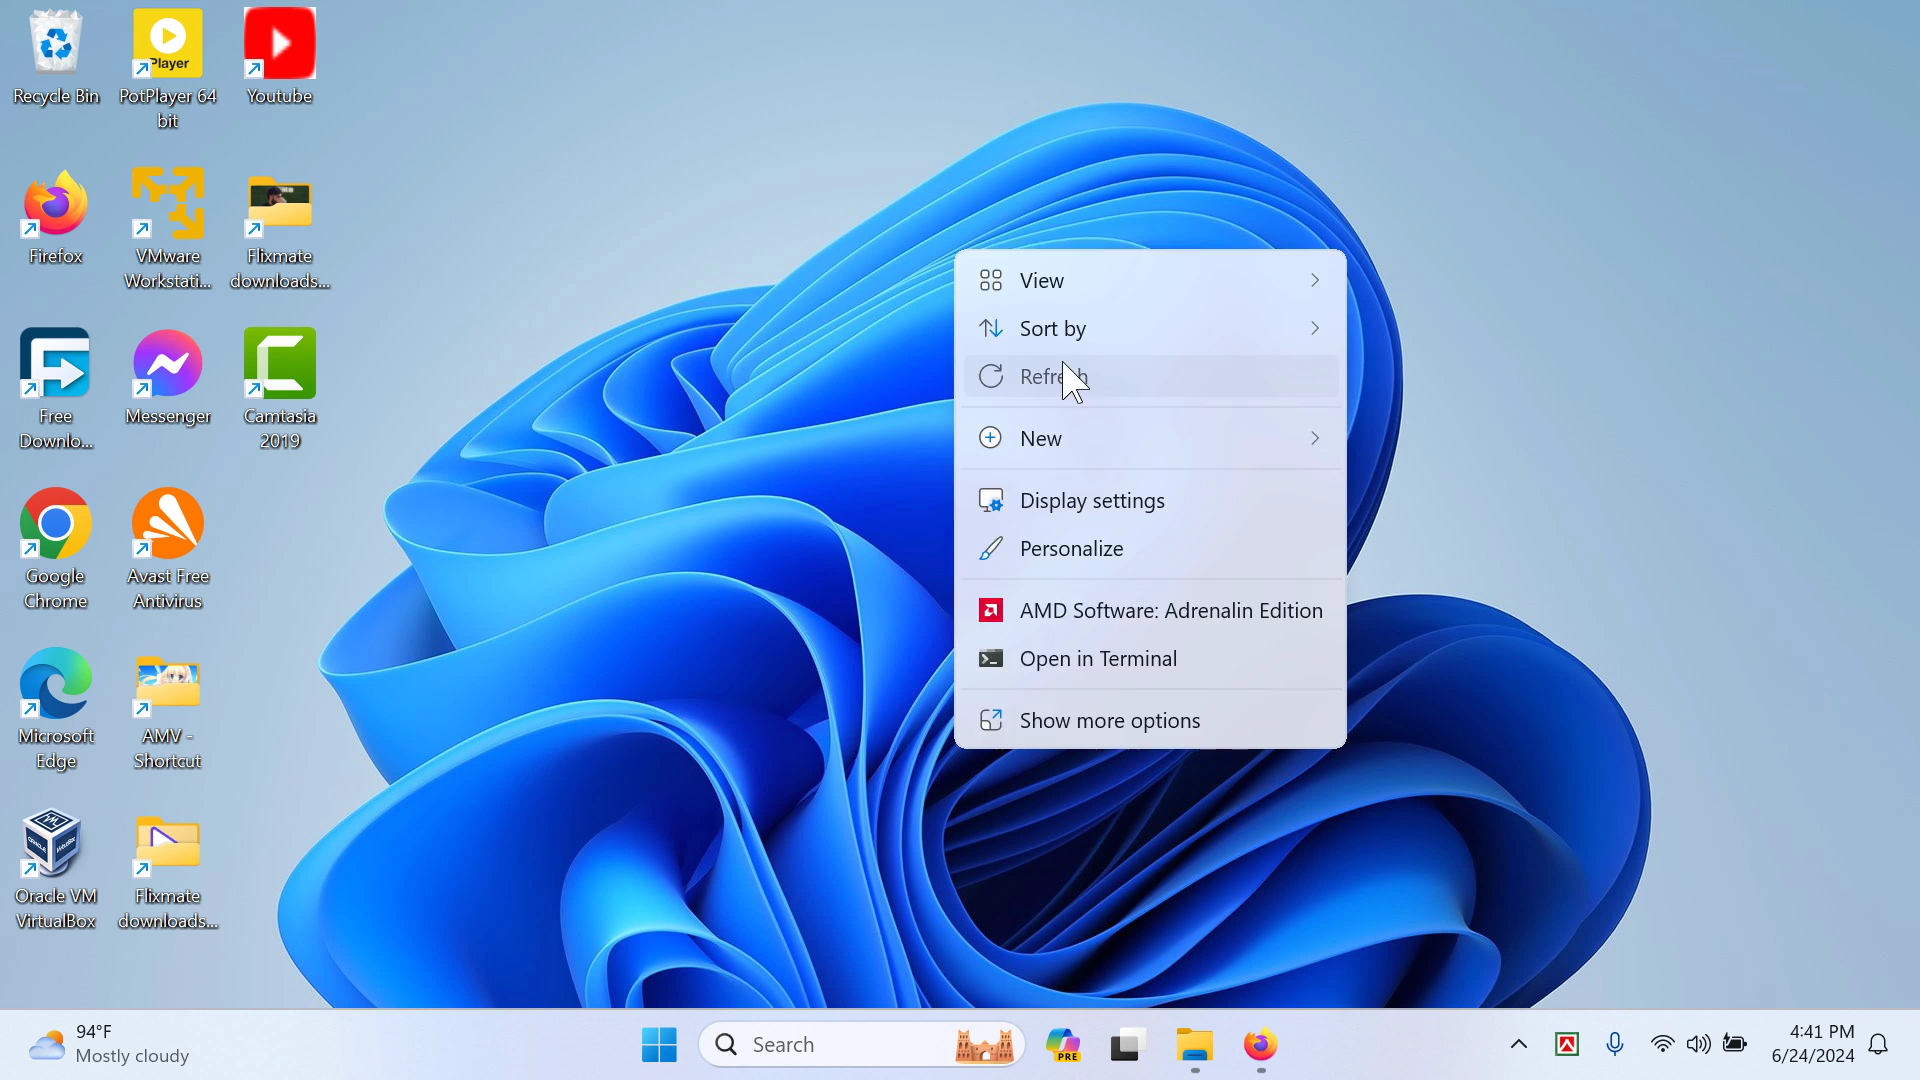 Recycle Bin
Player
PotPlayer 64
bit
Youtube
Firefox
VMware
Workstati...
Flixmate
downloads...
Free
Downlo...
Messenger
Camtasia
2019
Google
Chrome
Avast Free
Antivirus
Microsoft
Edge
AMV -
Shortcut
Oracle VM
VirtualBox
Flixmate
downloads...
View
Sort by
Refresh
New
Display settings
Personalize
AMD Software: Adrenalin Edition
Open in Terminal
Show more options
94°F
Mostly cloudy
Search
PRE
4:41 PM
6/24/2024